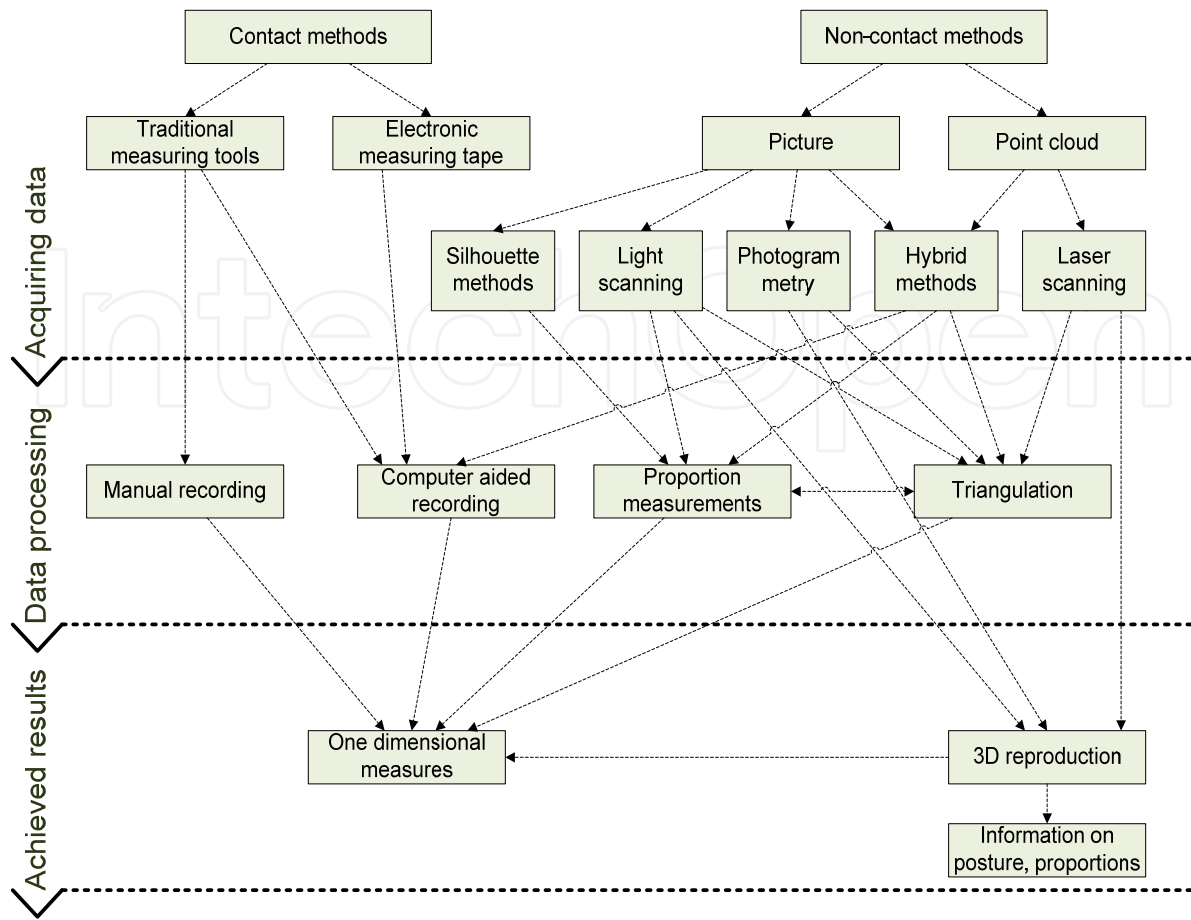 Contact methods
Non-contact methods
Traditional
measuring tools
Electronic
measuring tape
Picture
Point cloud
Acquiring data
Silhouette
methods
Light
scanning
Photogram
metry
Hybrid
methods
Laser
scanning
IntechOpen
Data processing
Manual recording
Computer aided
recording
Proportion
measurements
Triangulation
Achieved results
One dimensional
measures
3D reproduction
Information on
posture, proportions